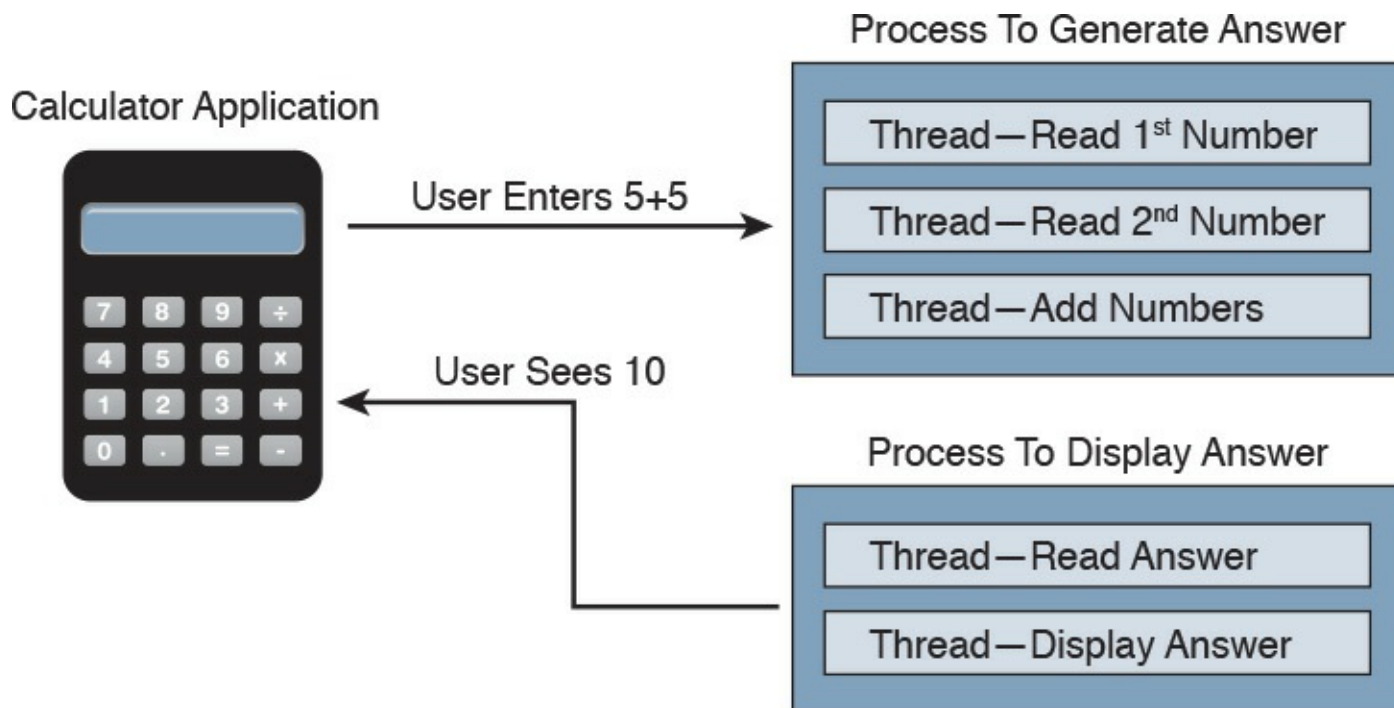 Process To Generate Answer
Calculator Application
Thread—Read 1st Number
User Enters 5+5
Thread—Read 2nd Number
Thread—Add Numbers
7 8 9 ÷
4 5 6 x
1 2 3 +
0 . = -
User Sees 10
Process To Display Answer
Thread—Read Answer
Thread—Display Answer